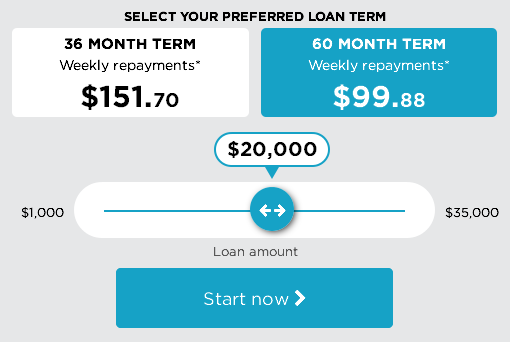 SELECT YOUR PREFERRED LOAN TERM
36 MONTH TERM
Weekly repayments*
$151.70
60 MONTH TERM
Weekly repayments*
$99.88
$20,000
$1,000
$35,000
Loan amount
Start now